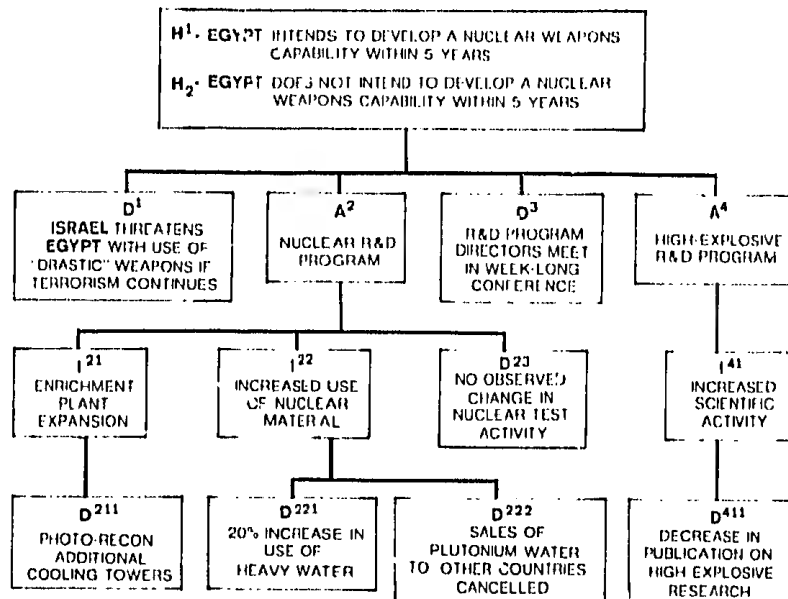 H1- EGYPT INTENDS TO DEVELOP A NUCLEAR WEAPONS
CAPABILITY WITHIN 5 YEARS
H2- EGYPT DOES NOT INTEND TO DEVELOP A NUCLEAR
WEAPONS CAPABILITY WITHIN 5 YEARS
D1
ISRAEL THREATENS
EGYPT WITH USE OF
"DRASTIC" WEAPONS IF
TERRORISM CONTINUES
A2
NUCLEAR R&D
PROGRAM
D3
R&D PROGRAM
DIRECTORS MEET
IN WEEK-LONG
CONFERENCE
A4
HIGH-EXPLOSIVE
R&D PROGRAM
I21
ENRICHMENT
PLANT
EXPANSION
I22
INCREASED USE
OF NUCLEAR
MATERIAL
D23
NO OBSERVED
CHANGE IN
NUCLEAR TEST
ACTIVITY
I41
INCREASED
SCIENTIFIC
ACTIVITY
D211
PHOTO-RECON
ADDITIONAL
COOLING TOWERS
D221
20% INCREASE IN
USE OF
HEAVY WATER
D222
SALES OF
PLUTONIUM WATER
TO OTHER COUNTRIES
CANCELLED
D411
DECREASE IN
PUBLICATION ON
HIGH EXPLOSIVE
RESEARCH